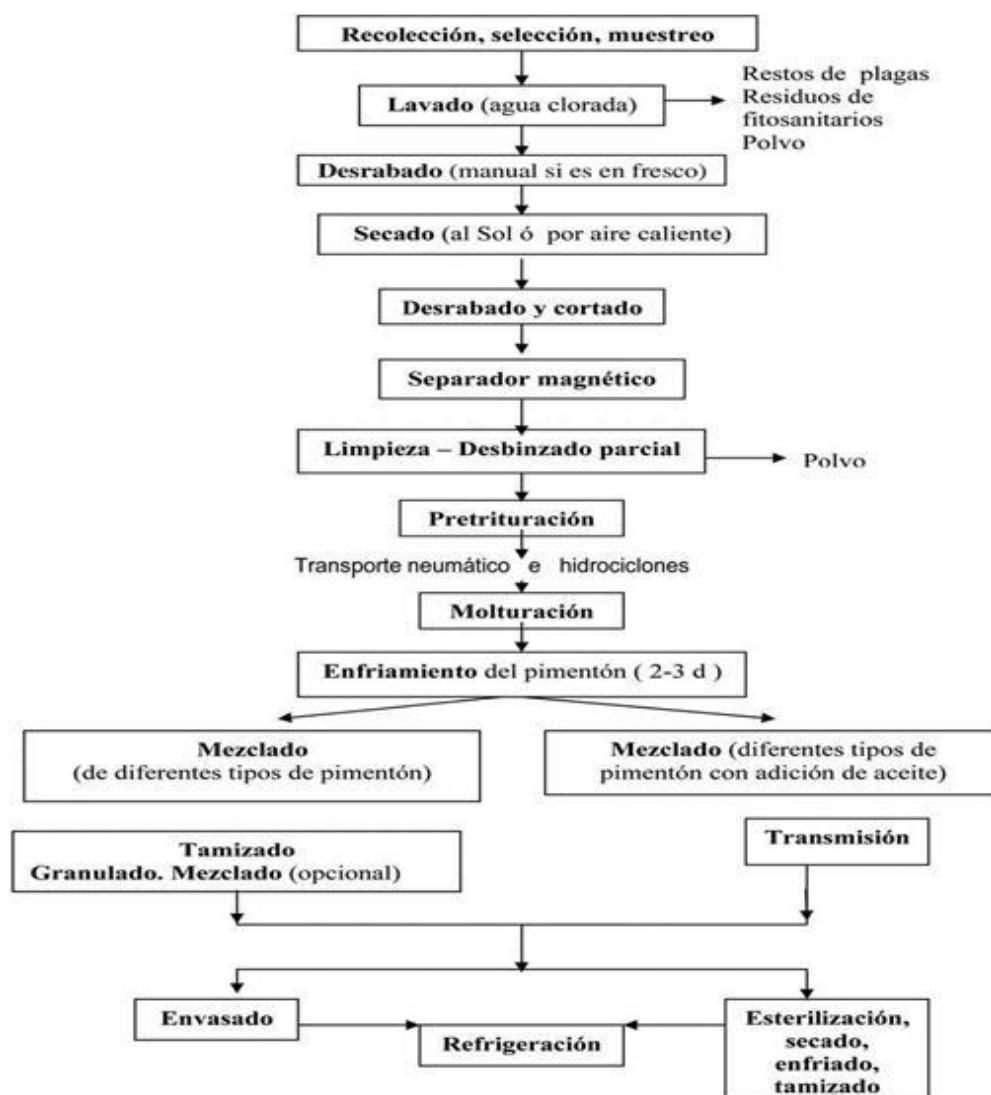 Recolección, selección, muestreo
Lavado (agua clorada)
Restos de plagas
Residuos de
fitosanitarios
Polvo
Desrabado (manual si es en fresco)
Secado (al Sol ó por aire caliente)
Desrabado y cortado
Separador magnético
Limpieza – Desbinzado parcial
Polvo
Pretrituración
Transporte neumático e hidrociclones
Molturación
Enfriamiento del pimentón ( 2-3 d )
Mezclado
(de diferentes tipos de pimentón)
Mezclado (diferentes tipos de
pimentón con adición de aceite)
Tamizado
Granulado. Mezclado (opcional)
Transmisión
Envasado
Refrigeración
Esterilización,
secado,
enfriado,
tamizado